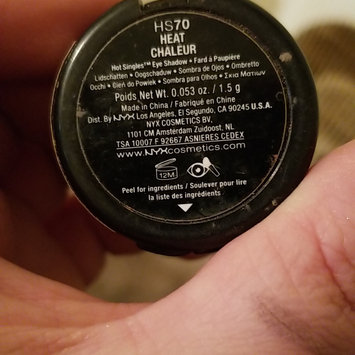 HS70
HEAT
CHALEUR
Hot Singles™ Eye Shadow • Fard à Paupière
Lidschatten • Oogschaduw • Sombra de Ojos • Ombretto
Occhi • Cień do Powiek • Sombra para Olhos • Σκια Ματιων
Poids Net Wt. 0.053 oz. / 1.5 g
Made in China / Fabriqué en Chine
Dist. By NYX Los Angeles, El Segundo, CA 90245 U.S.A.
NYX COSMETICS BV.
1101 CM Amsterdam Zuidoost, NL
TSA 10007 F 92667 ASNIERES CEDEX
www.NYXcosmetics.com
12M
Peel for ingredients / Soulever pour lire
la liste des ingrédients